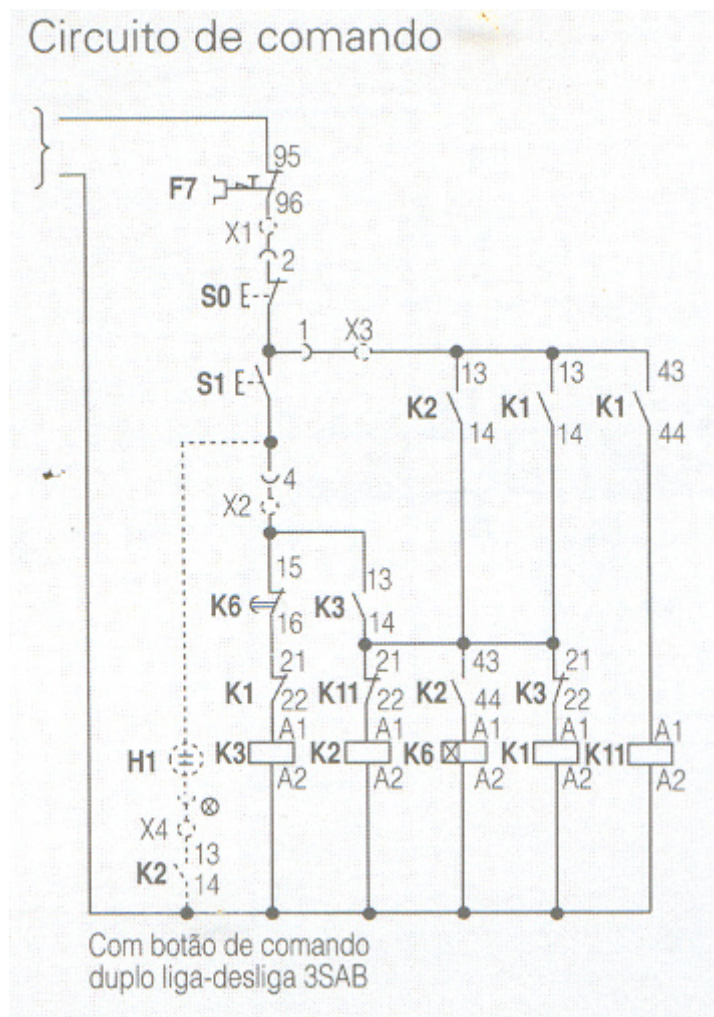 Circuito de comando
95
F7
96
X1
2
S0
1 X3
13 13 43
S1
K2 K1 K1
14 14 44
4
X2
15 13
K6 K3
16 14
21 21 43 21
K1 K11 K2 K3
22 22 44 22
A1 A1 A1 A1 A1
H1 K3 K2 K6 K1 K11
A2 A2 A2 A2 A2
X4
13
K2
14
Com botão de comando
duplo liga-desliga 3SAB